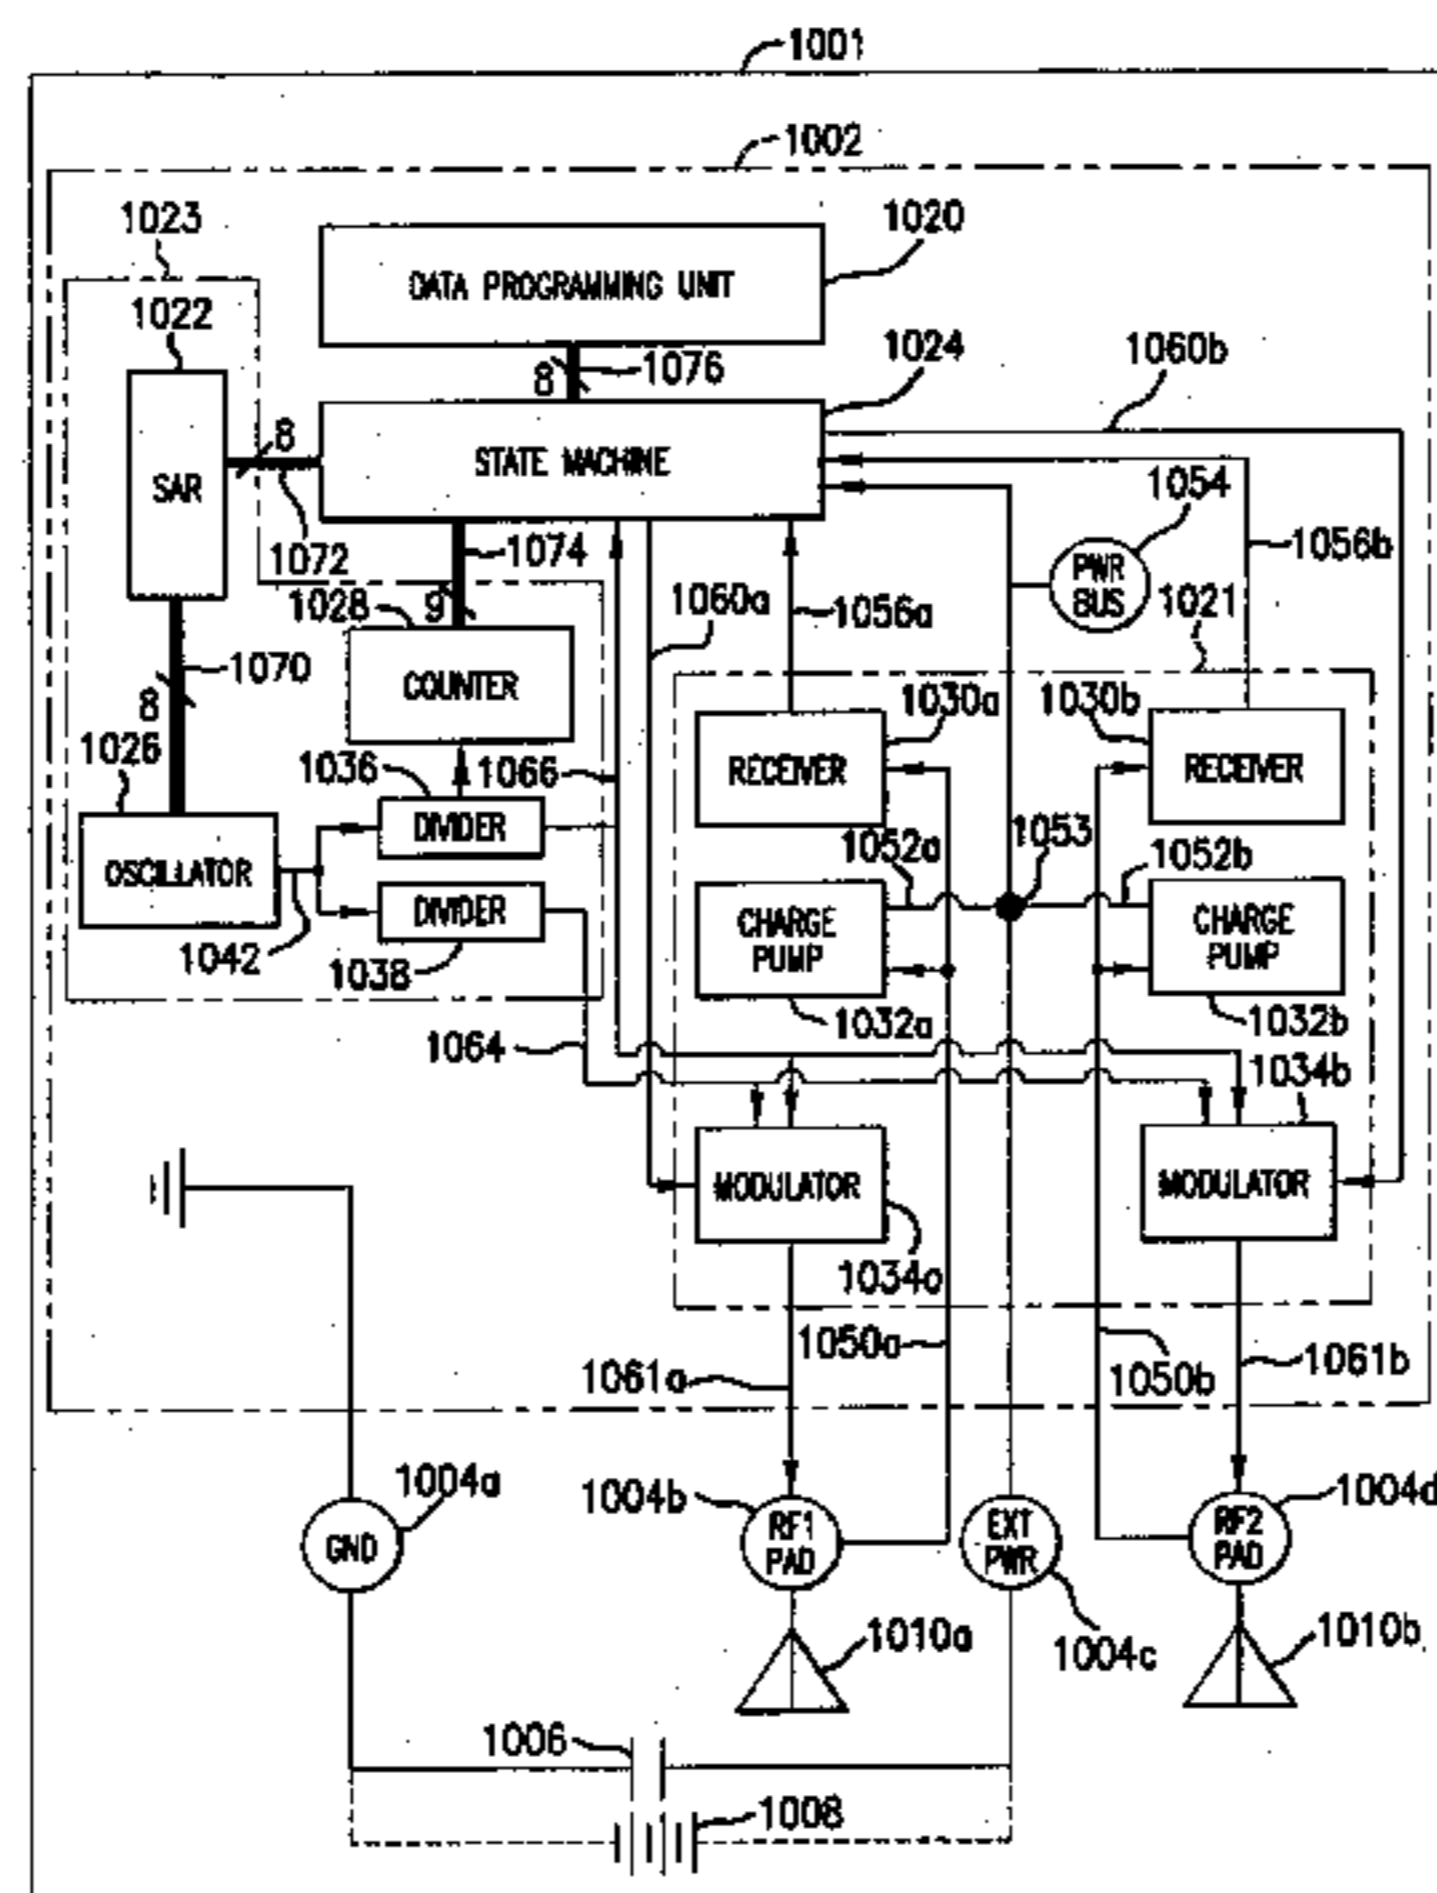 1001
1002
1023
1020
DATA PROGRAMMING UNIT
1022
8
1076
1024
1060b
SAR
8
STATE MACHINE
1054
1072
1074
PWR
BUS
1056b
1028
9
1060a
1056a
1021
1070
8
COUNTER
1030a
1030b
1026
1036
1066
RECEIVER
RECEIVER
DIVIDER
1052a
1053
1052b
OSCILLATOR
DIVIDER
CHARGE
PUMP
CHARGE
PUMP
1042
1038
1032a
1032b
1064
1034b
MODULATOR
MODULATOR
1034a
1050a
1061a
1050b
1061b
1004a
1004b
1004d
GND
RF1
PAD
EXT
PWR
RF2
PAD
1010a
1004c
1010b
1006
1008